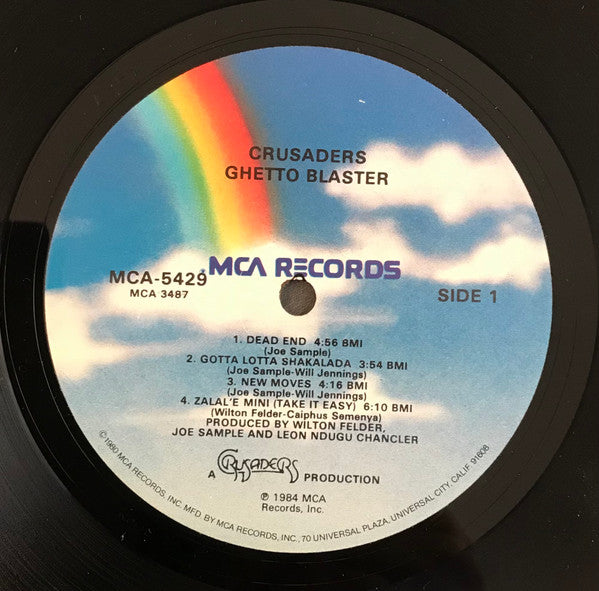 CRUSADERS
GHETTO BLASTER
MCA RECORDS
MCA-5429
MCA 3487
SIDE 1
1. DEAD END 4:56 BMI
(Joe Sample)
2. GOTTA LOTTA SHAKALADA 3:54 BMI
(Joe Sample-Will Jennings)
3. NEW MOVES 4:16 BMI
(Joe Sample-Will Jennings)
4. ZALAL'E MINI (TAKE IT EASY) 6:10 BMI
(Wilton Felder-Caiphus Semenya)
PRODUCED BY WILTON FELDER,
JOE SAMPLE AND LEON NDUGU CHANCLER
A CRUSADERS PRODUCTION
℗ 1984 MCA
Records, Inc.
©1980 MCA RECORDS, INC. MFD. BY MCA RECORDS, INC., 70 UNIVERSAL PLAZA, UNIVERSAL CITY, CALIF. 91608